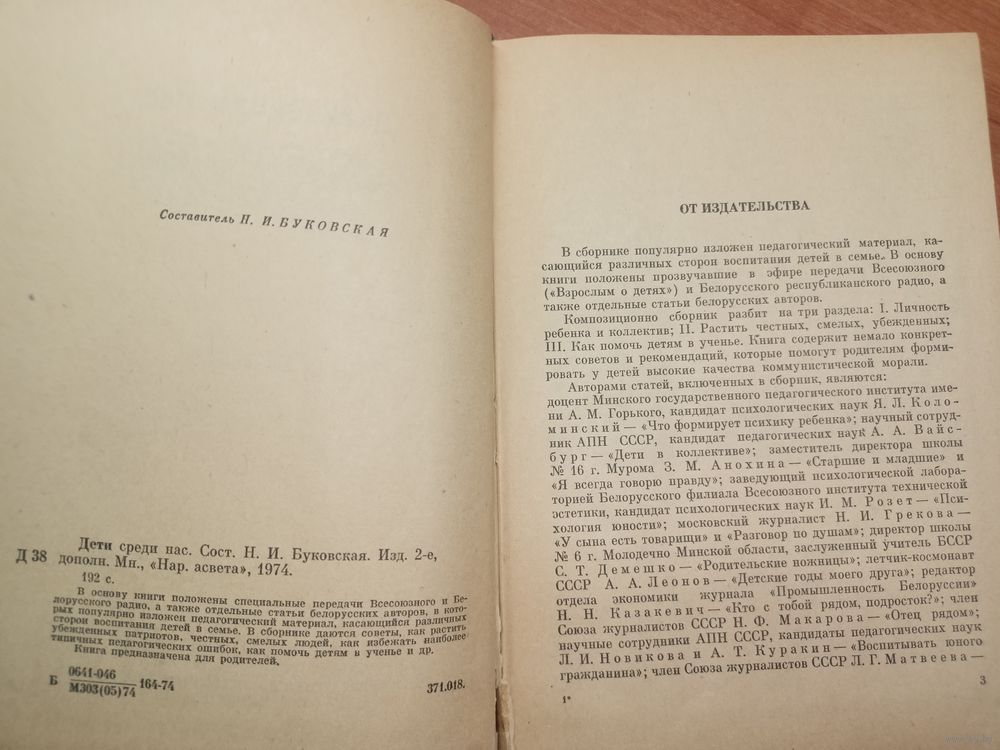 Составитель Н. И. БУКОВСКАЯ
Д 38
Дети среди нас. Сост. Н. И. Буковская. Изд. 2-е,
дополн. Мн., «Нар. асвета», 1974.
192 с.
В основу книги положены специальные передачи Всесоюзного и Бе-
лорусского радио, а также отдельные статьи белорусских авторов, в кото-
рых популярно изложен педагогический материал, касающийся различных
сторон воспитания детей в семье. В сборнике даются советы, как растить
убежденных патриотов, честных, смелых людей, как избежать наиболее
типичных педагогических ошибок, как помочь детям в ученье и др.
Книга предназначена для родителей.
Б 0641-046
М303(05)74 164-74
371.018.
ОТ ИЗДАТЕЛЬСТВА
В сборнике популярно изложен педагогический материал, ка-
сающийся различных сторон воспитания детей в семье. В основу
книги положены прозвучавшие в эфире передачи Всесоюзного
(«Взрослым о детях») и Белорусского республиканского радио, а
также отдельные статьи белорусских авторов.
Композиционно сборник разбит на три раздела: I. Личность
ребенка и коллектив; II. Растить честных, смелых, убежденных;
III. Как помочь детям в ученье. Книга содержит немало конкрет-
ных советов и рекомендаций, которые помогут родителям форми-
ровать у детей высокие качества коммунистической морали.
Авторами статей, включенных в сборник, являются:
доцент Минского государственного педагогического института име-
ни А. М. Горького, кандидат психологических наук Я. Л. Коло-
минский — «Что формирует психику ребенка»; научный сотруд-
ник АПН СССР, кандидат педагогических наук А. А. Вайс-
бург — «Дети в коллективе»; заместитель директора школы
№ 16 г. Мурома З. М. Анохина — «Старшие и младшие» и
«Я всегда говорю правду»; заведующий психологической лабора-
торией Белорусского филиала Всесоюзного института технической
эстетики, кандидат психологических наук И. М. Розет — «Пси-
хология юности»; московский журналист Н. И. Грекова —
«У сына есть товарищи» и «Разговор по душам»; директор школы
№ 6 г. Молодечно Минской области, заслуженный учитель БССР
С. Т. Демешко — «Родительские ножницы»; летчик-космонавт
СССР А. А. Леонов — «Детские годы моего друга»; редактор
отдела экономики журнала «Промышленность Белоруссии»
Н. Н. Казакевич — «Кто с тобой рядом, подросток?»; член
Союза журналистов СССР Н. Ф. Макарова — «Отец рядом»;
научные сотрудники АПН СССР, кандидаты педагогических наук
Л. И. Новикова и А. Т. Куракин — «Воспитывать юного
гражданина»; член Союза журналистов СССР Л. Г. Матвеева —
1*
3